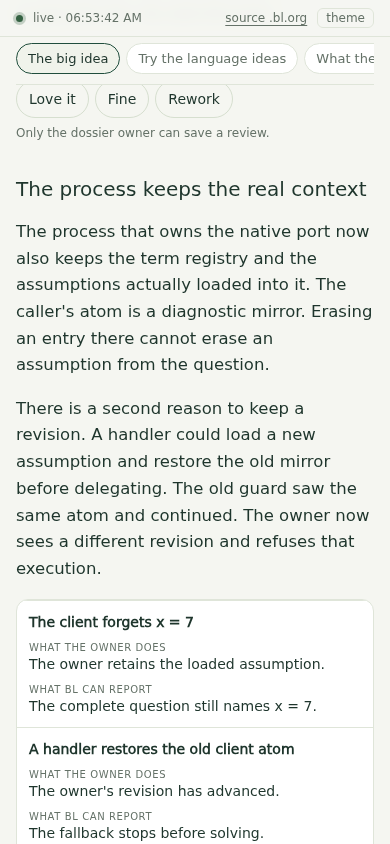 live · 06:53:42 AM
source .bl.org
theme
The big idea
Try the language ideas
What the
Love it
Fine
Rework
Only the dossier owner can save a review.
The process keeps the real context
The process that owns the native port now
also keeps the term registry and the
assumptions actually loaded into it. The
caller's atom is a diagnostic mirror. Erasing
an entry there cannot erase an
assumption from the question.
There is a second reason to keep a
revision. A handler could load a new
assumption and restore the old mirror
before delegating. The old guard saw the
same atom and continued. The owner now
sees a different revision and refuses that
execution.
The client forgets x = 7
WHAT THE OWNER DOES
The owner retains the loaded assumption.
WHAT BL CAN REPORT
The complete question still names x = 7.
A handler restores the old client atom
WHAT THE OWNER DOES
The owner's revision has advanced.
WHAT BL CAN REPORT
The fallback stops before solving.